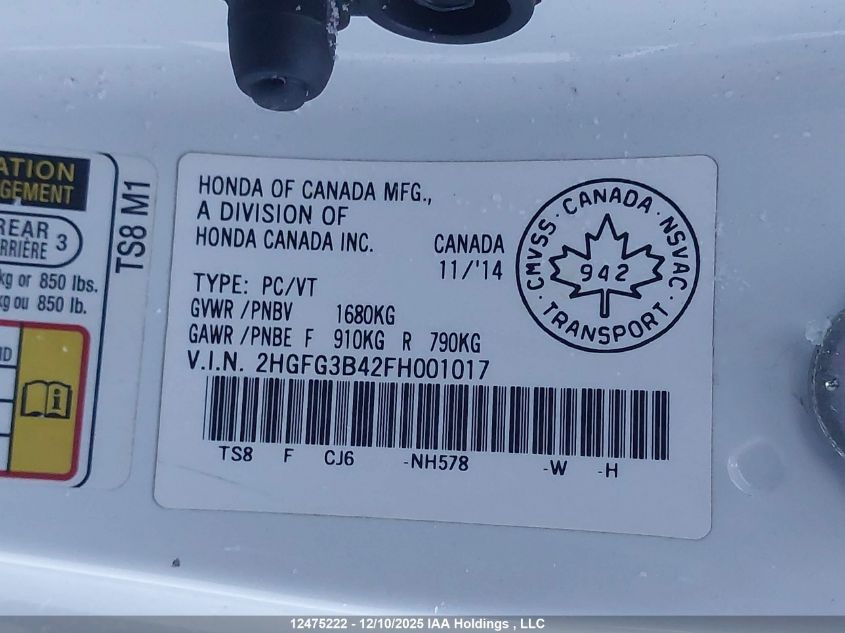 ATION
GEMENT
REAR
RRIÈRE 3
kg or 850 lbs.
kg ou 850 lb.
TS8 M1
HONDA OF CANADA MFG.,
A DIVISION OF
HONDA CANADA INC. CANADA
11/'14
TYPE: PC/VT
GVWR /PNBV 1680KG
GAWR /PNBE F 910KG R 790KG
V.I.N. 2HGFG3B42FH001017
TS8 F CJ6 -NH578 -W -H
CMVSS · CANADA · NSVAC
942
TRANSPORT
12475222 - 12/10/2025 IAA Holdings , LLC